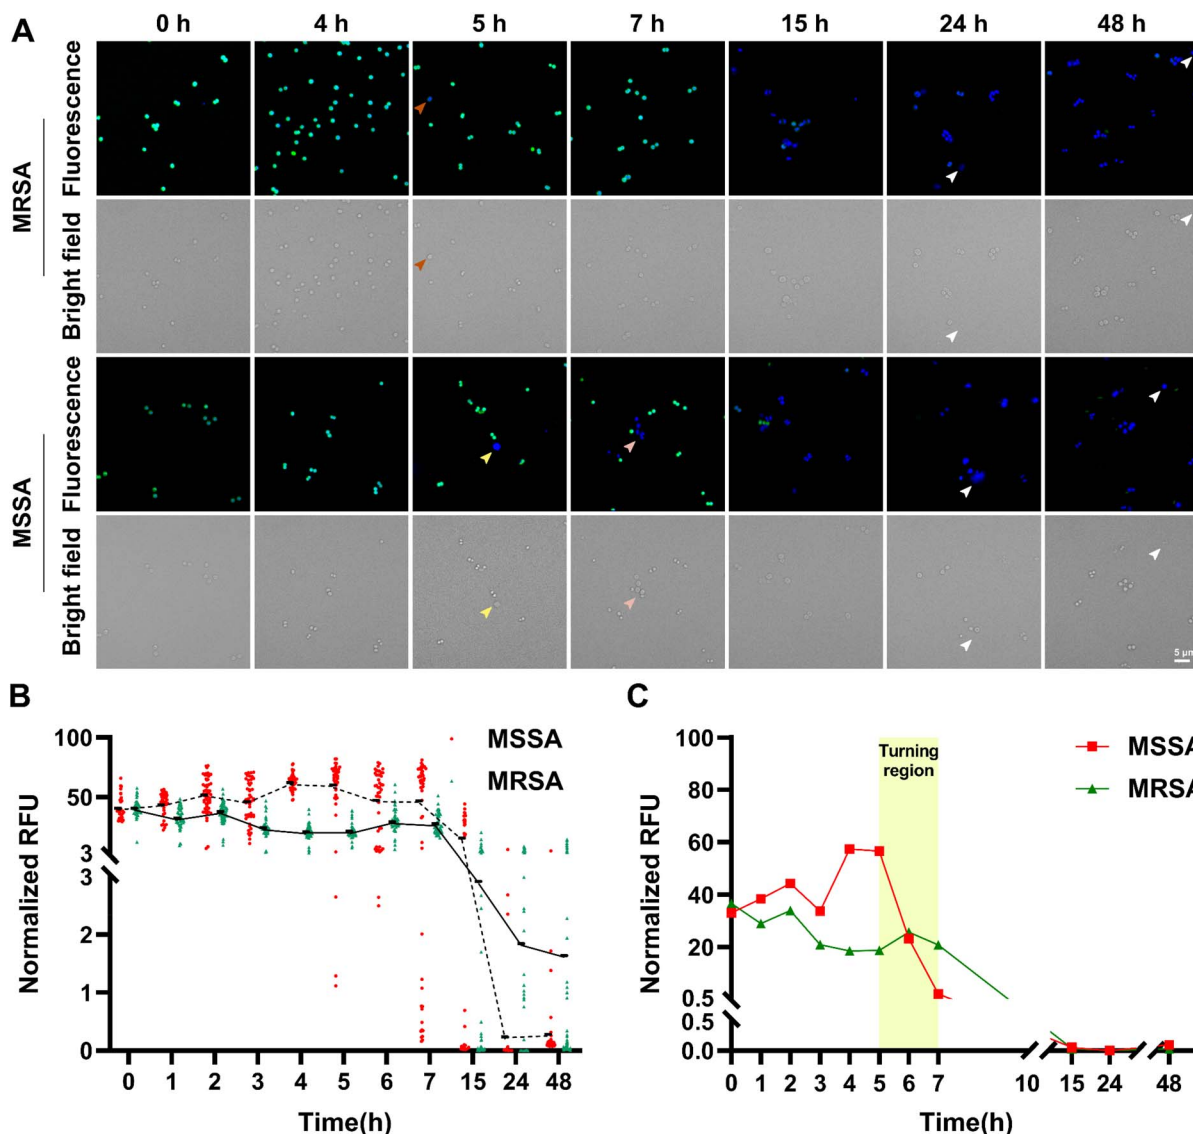 A
0 h 4 h 5 h 7 h 15 h 24 h 48 h
MRSA
Fluorescence
Bright field
MSSA
Fluorescence
Bright field
5 µm
B
Normalized RFU
100
50
3
3
2
1
0
MSSA
MRSA
0 1 2 3 4 5 6 7 15 24 48
Time(h)
C
Normalized RFU
100
80
60
40
20
0.5
0.5
0.0
Turning
region
MSSA
MRSA
0 1 2 3 4 5 6 7 10 15 24 48
Time(h)